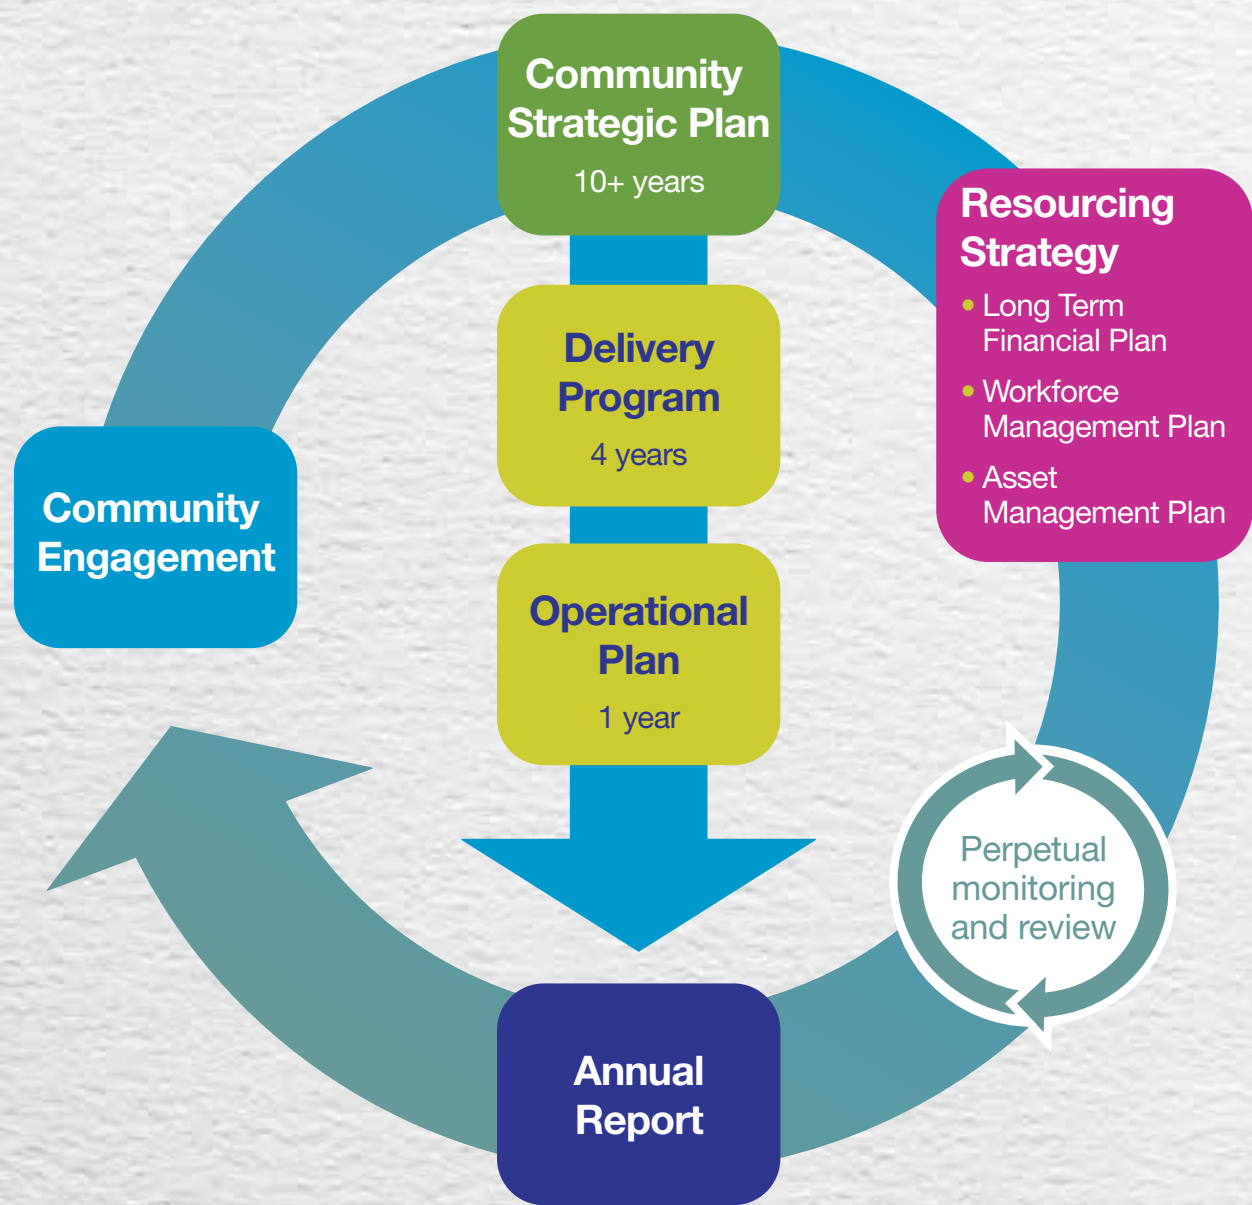 Community
Strategic Plan
10+ years
Resourcing
Strategy
• Long Term
Financial Plan
• Workforce
Management Plan
• Asset
Management Plan
Delivery
Program
4 years
Community
Engagement
Operational
Plan
1 year
Perpetual
monitoring
and review
Annual
Report